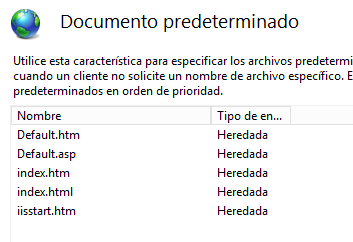 Documento predeterminado
Utilice esta característica para especificar los archivos predetermi
cuando un cliente no solicite un nombre de archivo específico. E
predeterminados en orden de prioridad.
Nombre Tipo de en...
Default.htm Heredada
Default.asp Heredada
index.htm Heredada
index.html Heredada
iisstart.htm Heredada